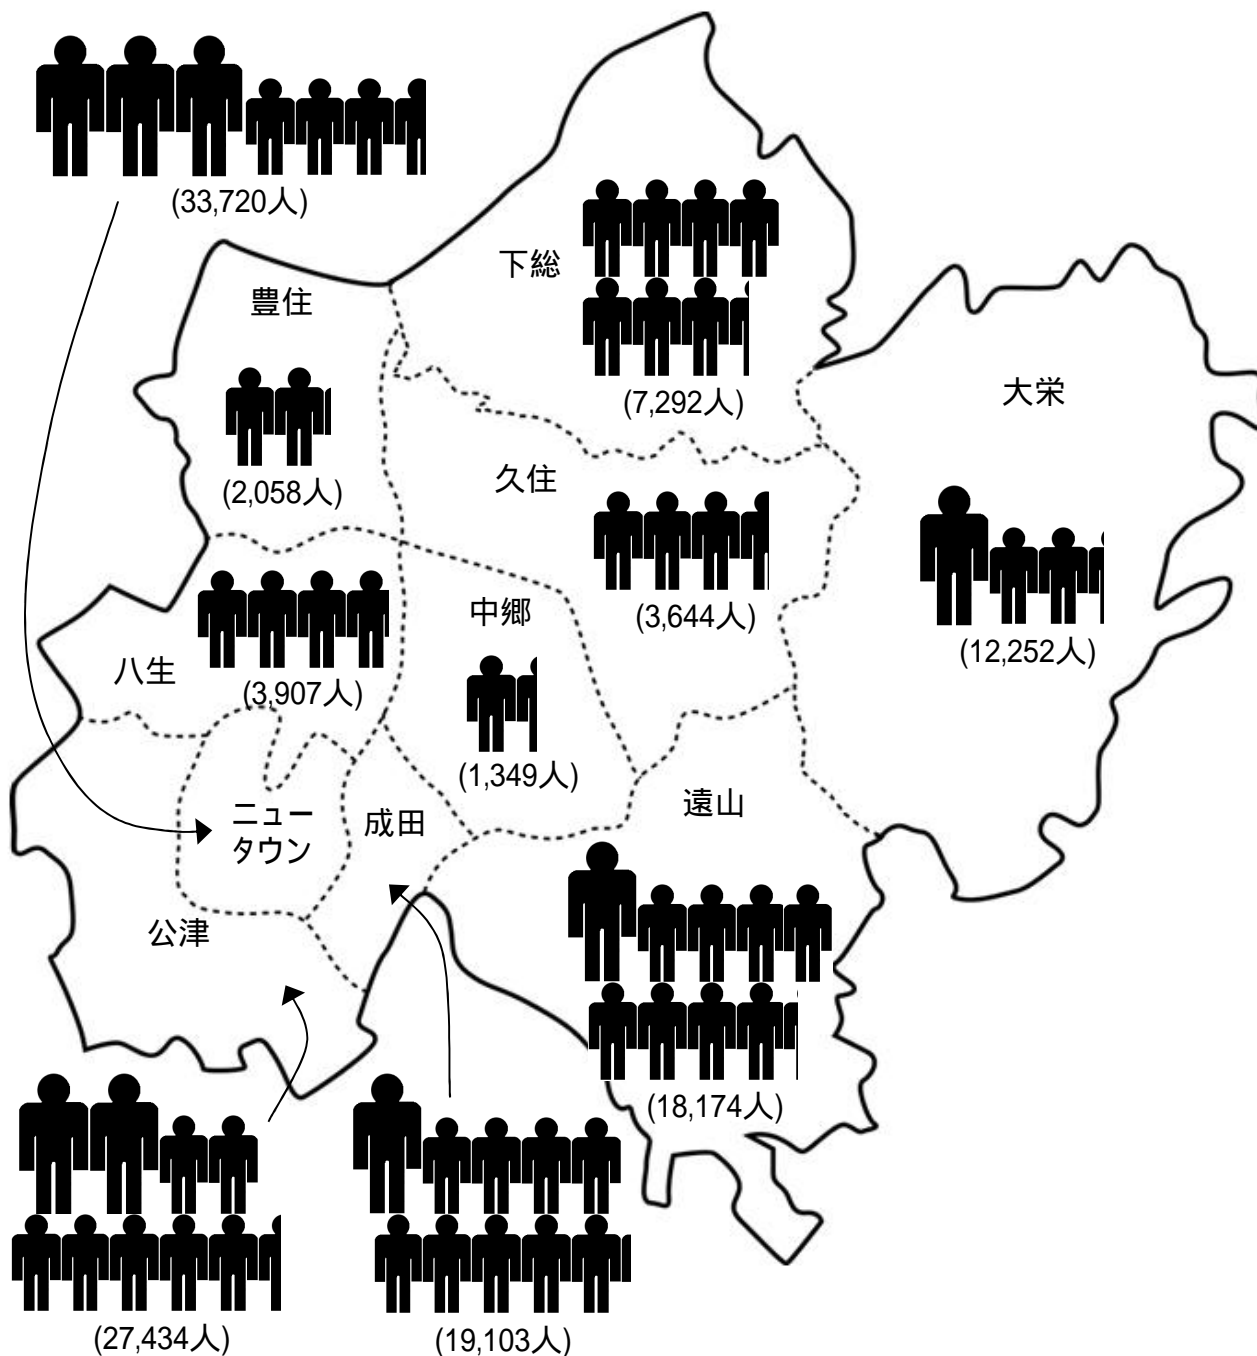 (33,720人)
下総
(7,292人)
豊住
(2,058人)
大栄
(12,252人)
久住
(3,644人)
八生
(3,907人)
中郷
(1,349人)
ニュー
タウン
成田
遠山
(18,174人)
公津
(27,434人)
(19,103人)